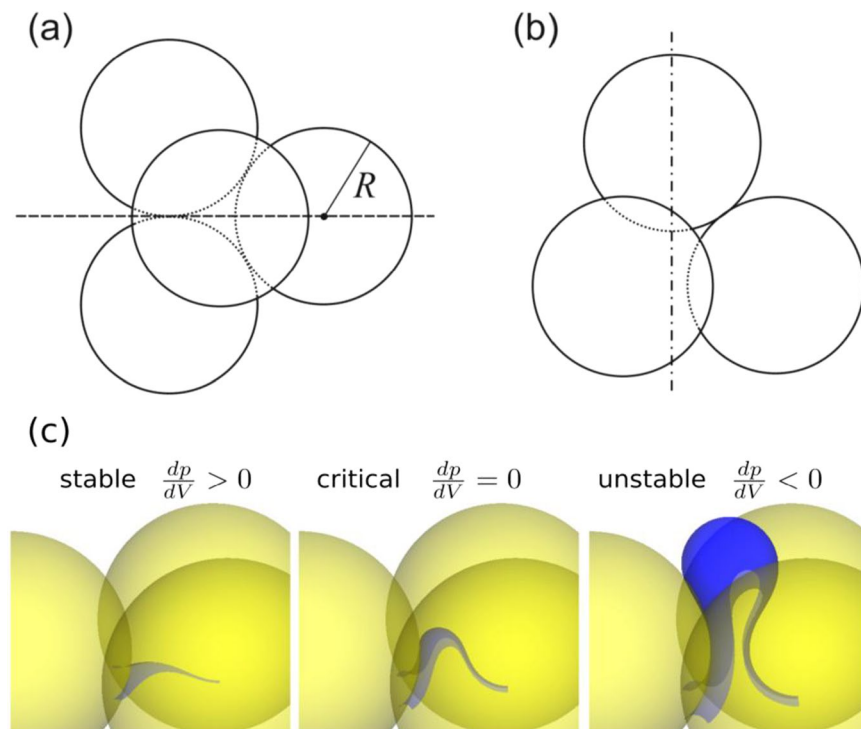 (a) (b)
R
(c)
stable dp/dV > 0 critical dp/dV = 0 unstable dp/dV < 0